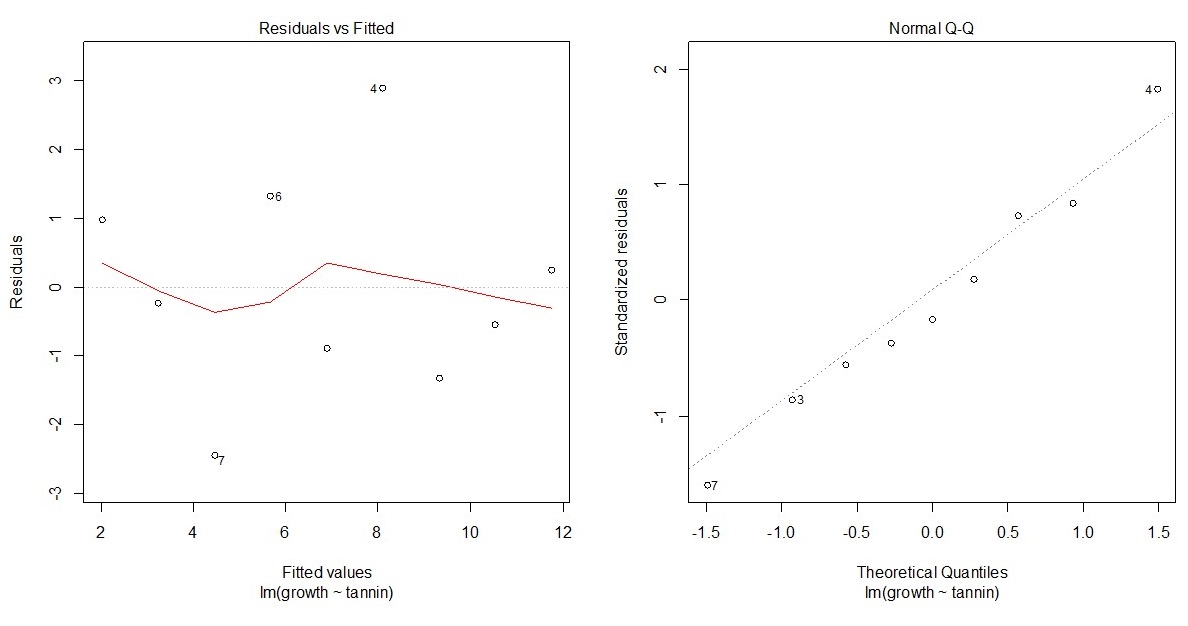 Residuals vs Fitted
Residuals
3
2
1
0
-1
-2
-3
4
6
7
2 4 6 8 10 12
Fitted values
lm(growth ~ tannin)
Normal Q-Q
Standardized residuals
2
1
0
-1
4
3
7
-1.5 -1.0 -0.5 0.0 0.5 1.0 1.5
Theoretical Quantiles
lm(growth ~ tannin)